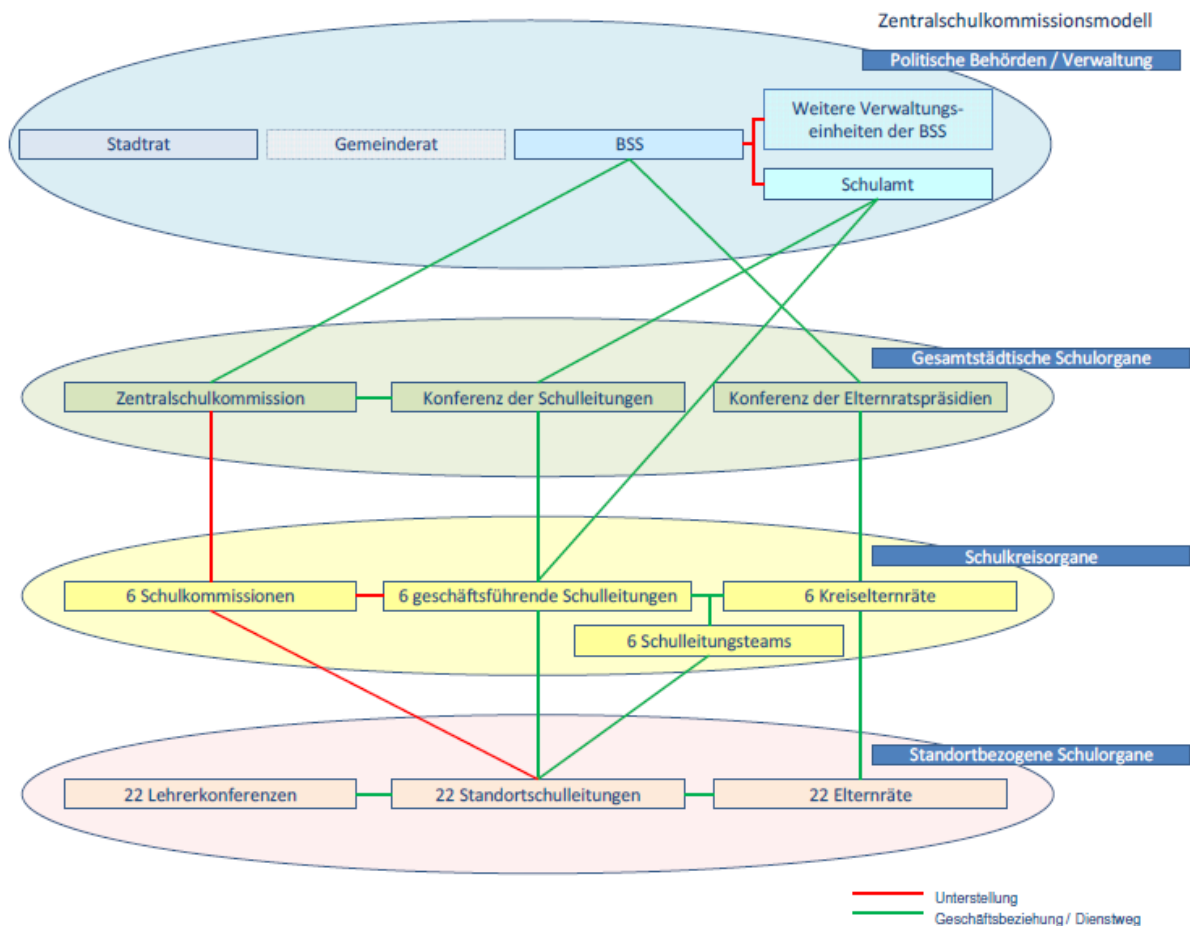 Zentralschulkommissionsmodell
Politische Behörden / Verwaltung
Weitere Verwaltungs-
einheiten der BSS
Stadtrat
Gemeinderat
BSS
Schulamt
Gesamtstädtische Schulorgane
Zentralschulkommission
Konferenz der Schulleitungen
Konferenz der Elternratspräsidien
Schulkreisorgane
6 Schulkommissionen
6 geschäftsführende Schulleitungen
6 Kreiselternräte
6 Schulleitungsteams
Standortbezogene Schulorgane
22 Lehrerkonferenzen
22 Standortschulleitungen
22 Elternräte
Unterstellung
Geschäftsbeziehung / Dienstweg